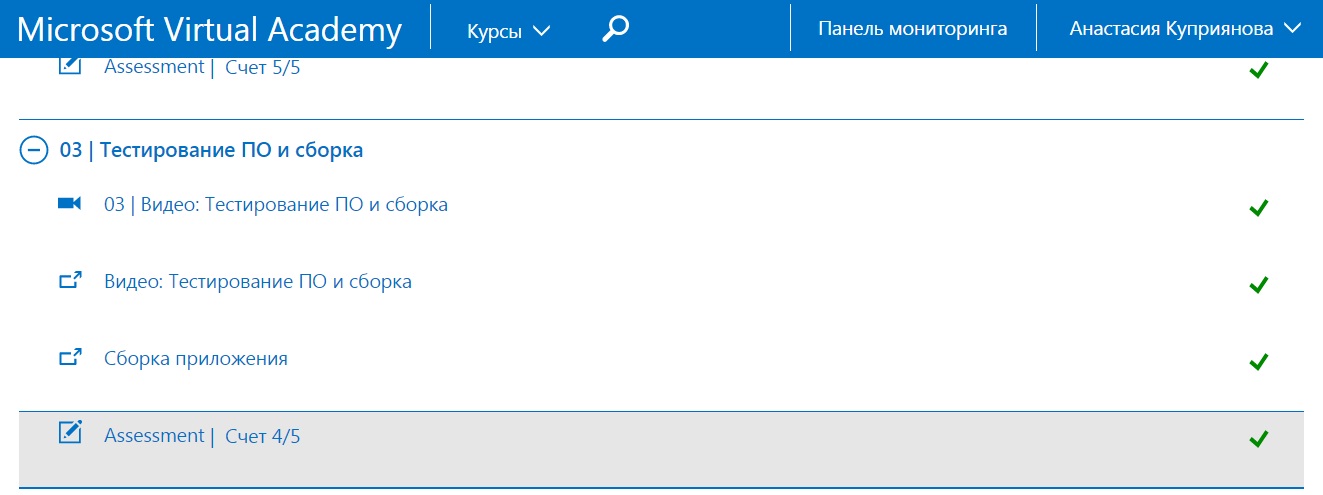 Microsoft Virtual Academy Курсы Панель мониторинга Анастасия Куприянова
Assessment | Счет 5/5
03 | Тестирование ПО и сборка
03 | Видео: Тестирование ПО и сборка
Видео: Тестирование ПО и сборка
Сборка приложения
Assessment | Счет 4/5